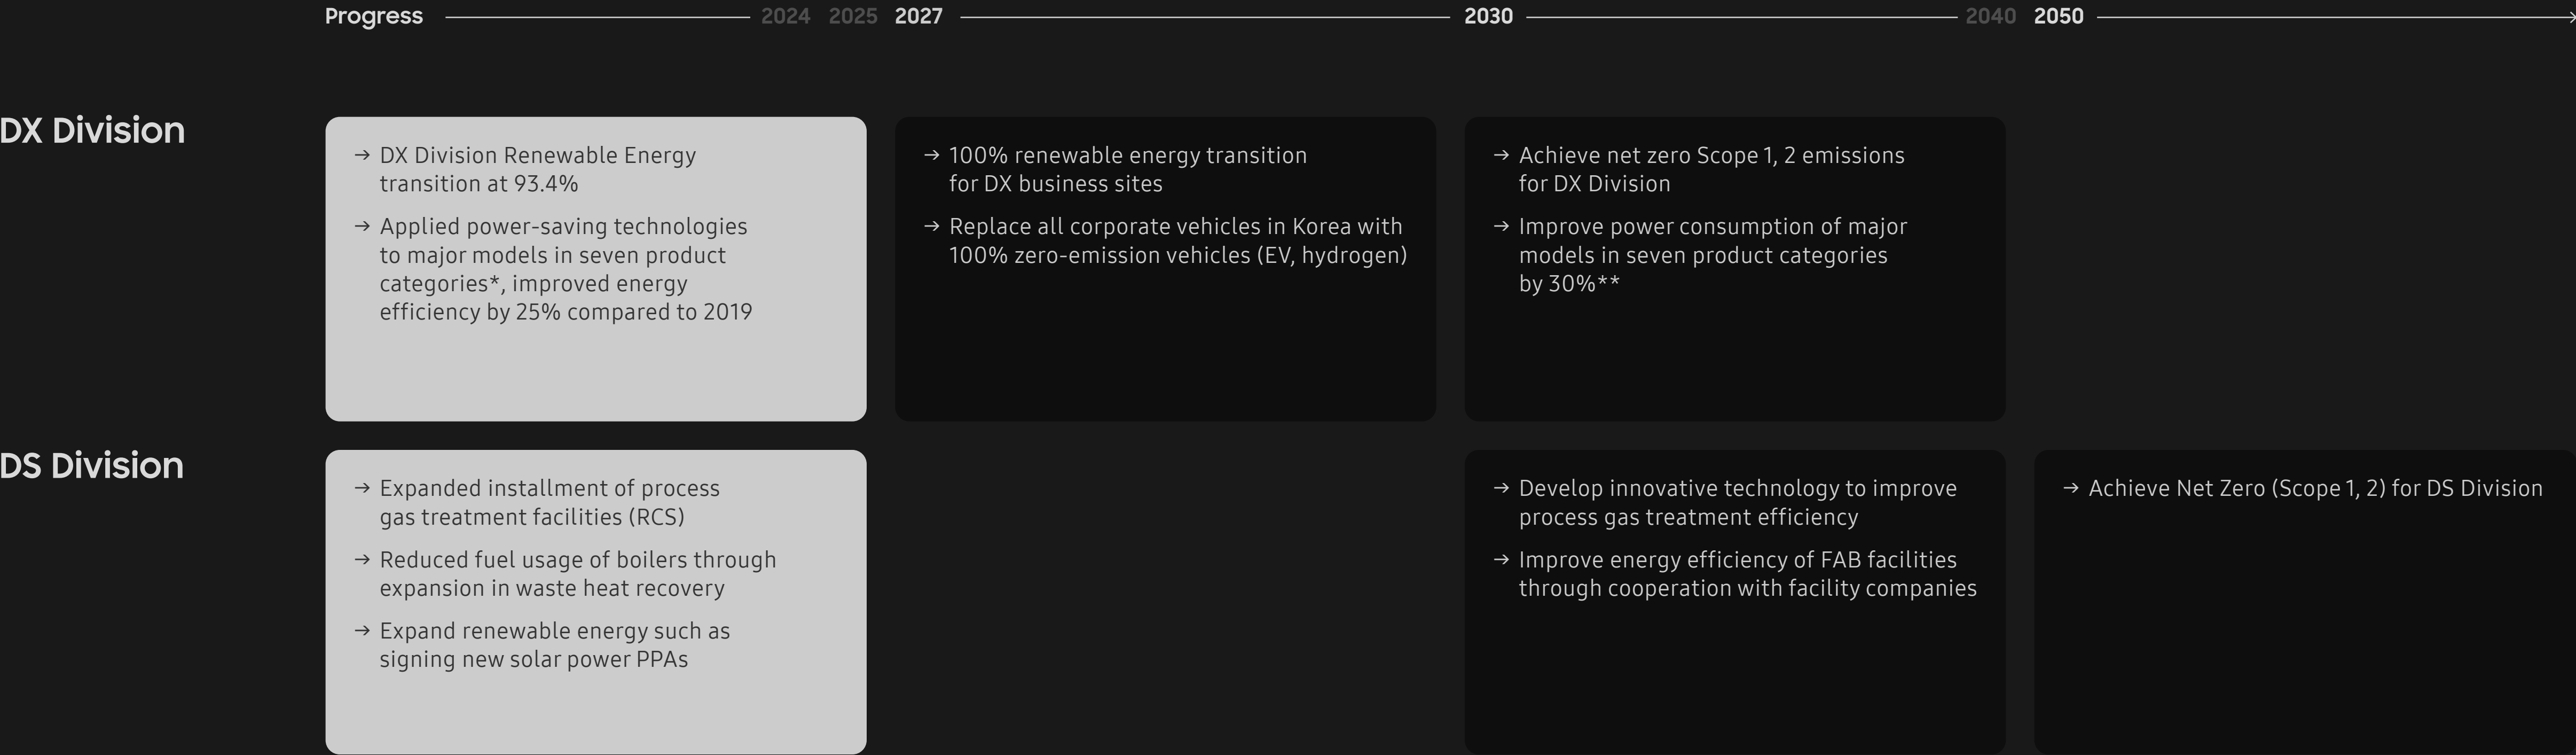 Progress 2024 2025 2027 2030 2040 2050
DX Division
→ DX Division Renewable Energy
transition at 93.4%
→ Applied power-saving technologies
to major models in seven product
categories*, improved energy
efficiency by 25% compared to 2019
→ 100% renewable energy transition
for DX business sites
→ Replace all corporate vehicles in Korea with
100% zero-emission vehicles (EV, hydrogen)
→ Achieve net zero Scope 1, 2 emissions
for DX Division
→ Improve power consumption of major
models in seven product categories
by 30%**
DS Division
→ Expanded installment of process
gas treatment facilities (RCS)
→ Reduced fuel usage of boilers through
expansion in waste heat recovery
→ Expand renewable energy such as
signing new solar power PPAs
→ Develop innovative technology to improve
process gas treatment efficiency
→ Improve energy efficiency of FAB facilities
through cooperation with facility companies
→ Achieve Net Zero (Scope 1, 2) for DS Division